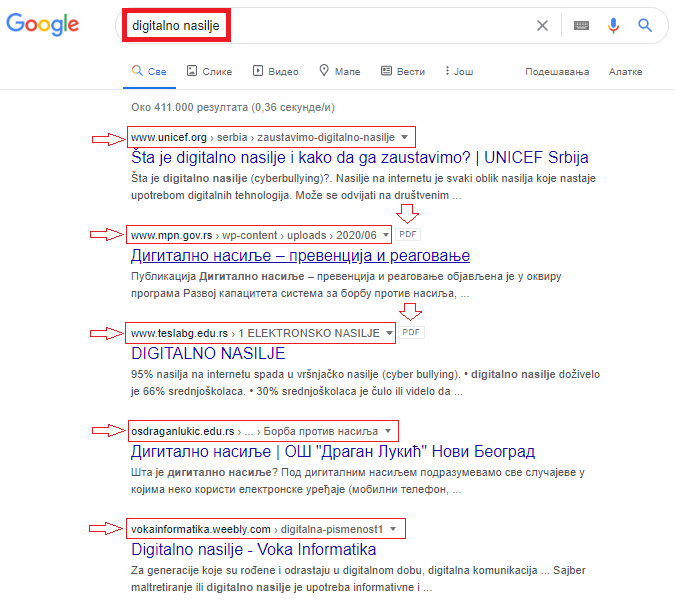 Google
digitalno nasilje
Све Слике Видео Мапе Вести Још Подешавања Алатке
Око 411.000 резултата (0,36 секунде/и)
www.unicef.org › serbia › zaustavimo-digitalno-nasilje
Šta je digitalno nasilje i kako da ga zaustavimo? | UNICEF Srbija
Šta je digitalno nasilje (cyberbullying)?. Nasilje na internetu je svaki oblik nasilja koje nastaje
upotrebom digitalnih tehnologija. Može se odvijati na društvenim ...
www.mpn.gov.rs › wp-content › uploads › 2020/06 PDF
Дигитално насиље – превенција и реаговање
Публикација Дигитално насиље – превенција и реаговање објављена је у оквиру
програма Развој капацитета система за борбу против насиља, ...
www.teslabg.edu.rs › 1 ELEKTRONSKO NASILJE PDF
DIGITALNO NASILJE
95% nasilja na internetu spada u vršnjačko nasilje (cyber bullying). • digitalno nasilje doživelo
je 66% srednjoškolaca. • 30% srednjoškolaca je čulo ili videlo da ...
osdraganlukic.edu.rs › ... › Борба против насиља
Дигитално насиље | ОШ "Драган Лукић" Нови Београд
Шта је дигитално насиље? Под дигиталним насиљем подразумевамо све случајеве у
којима неко користи електронске уређаје (мобилни телефон, ...
vokainformatika.weebly.com › digitalna-pismenost1
Digitalno nasilje - Voka Informatika
Za generacije koje su rođene i odrastaju u digitalnom dobu, digitalna komunikacija ... Sajber
maltretiranje ili digitalno nasilje je upotreba informativne i ...